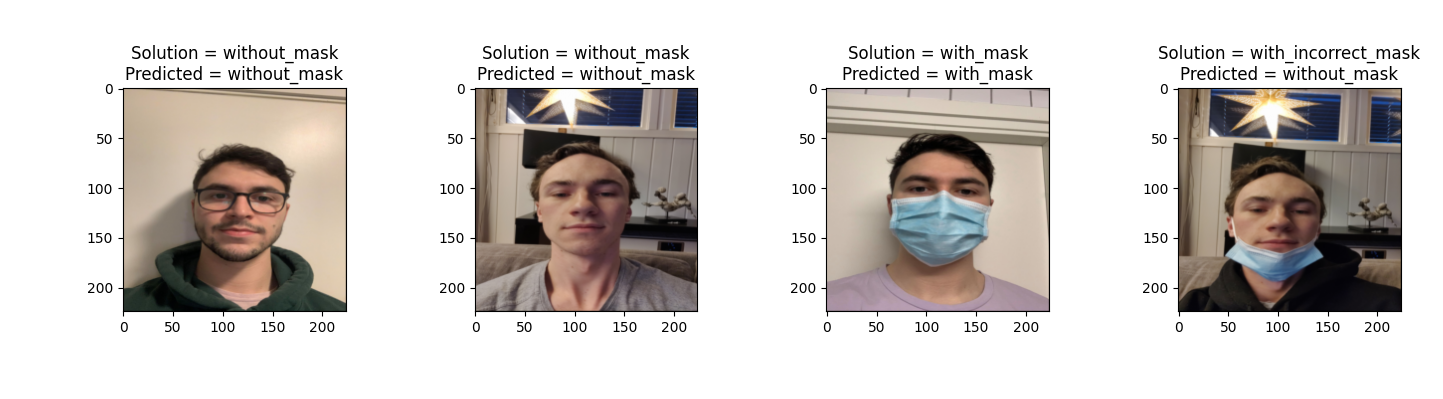 Solution = without_mask
Predicted = without_mask
0
50
100
150
200
0 50 100 150 200
Solution = without_mask
Predicted = without_mask
0
50
100
150
200
0 50 100 150 200
Solution = with_mask
Predicted = with_mask
0
50
100
150
200
0 50 100 150 200
Solution = with_incorrect_mask
Predicted = without_mask
0
50
100
150
200
0 50 100 150 200